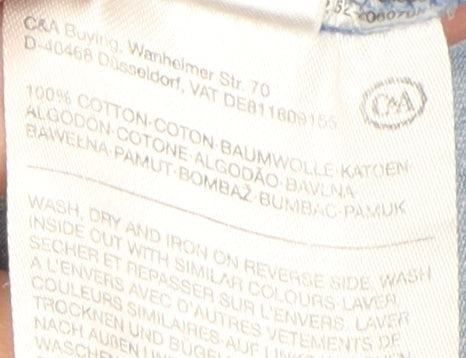 C&A Buying, Wanheimer Str. 70
D-40468 Düsseldorf, VAT DE811609155
C&A
100% COTTON·COTON·BAUMWOLLE·KATOEN·
ALGODÓN·COTONE·ALGODÃO·BAVLNA·
BAWEŁNA·PAMUT·BOMBAŽ·BUMBAC·PAMUK
WASH, DRY AND IRON ON REVERSE SIDE. WASH
INSIDE OUT WITH SIMILAR COLOURS·LAVER,
SECHER ET REPASSER SUR L'ENVERS. LAVER
A L'ENVERS AVEC D'AUTRES VETEMENTS DE
COULEURS SIMILAIRES·AUF
TROCKNEN UND
NACH AUßEN